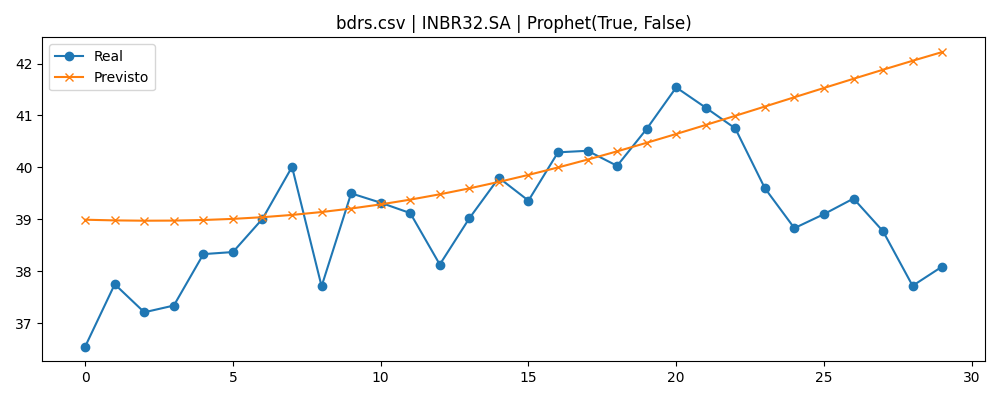 bdrs.csv | INBR32.SA | Prophet(True, False)
Real
Previsto
42
41
40
39
38
37
0 5 10 15 20 25 30